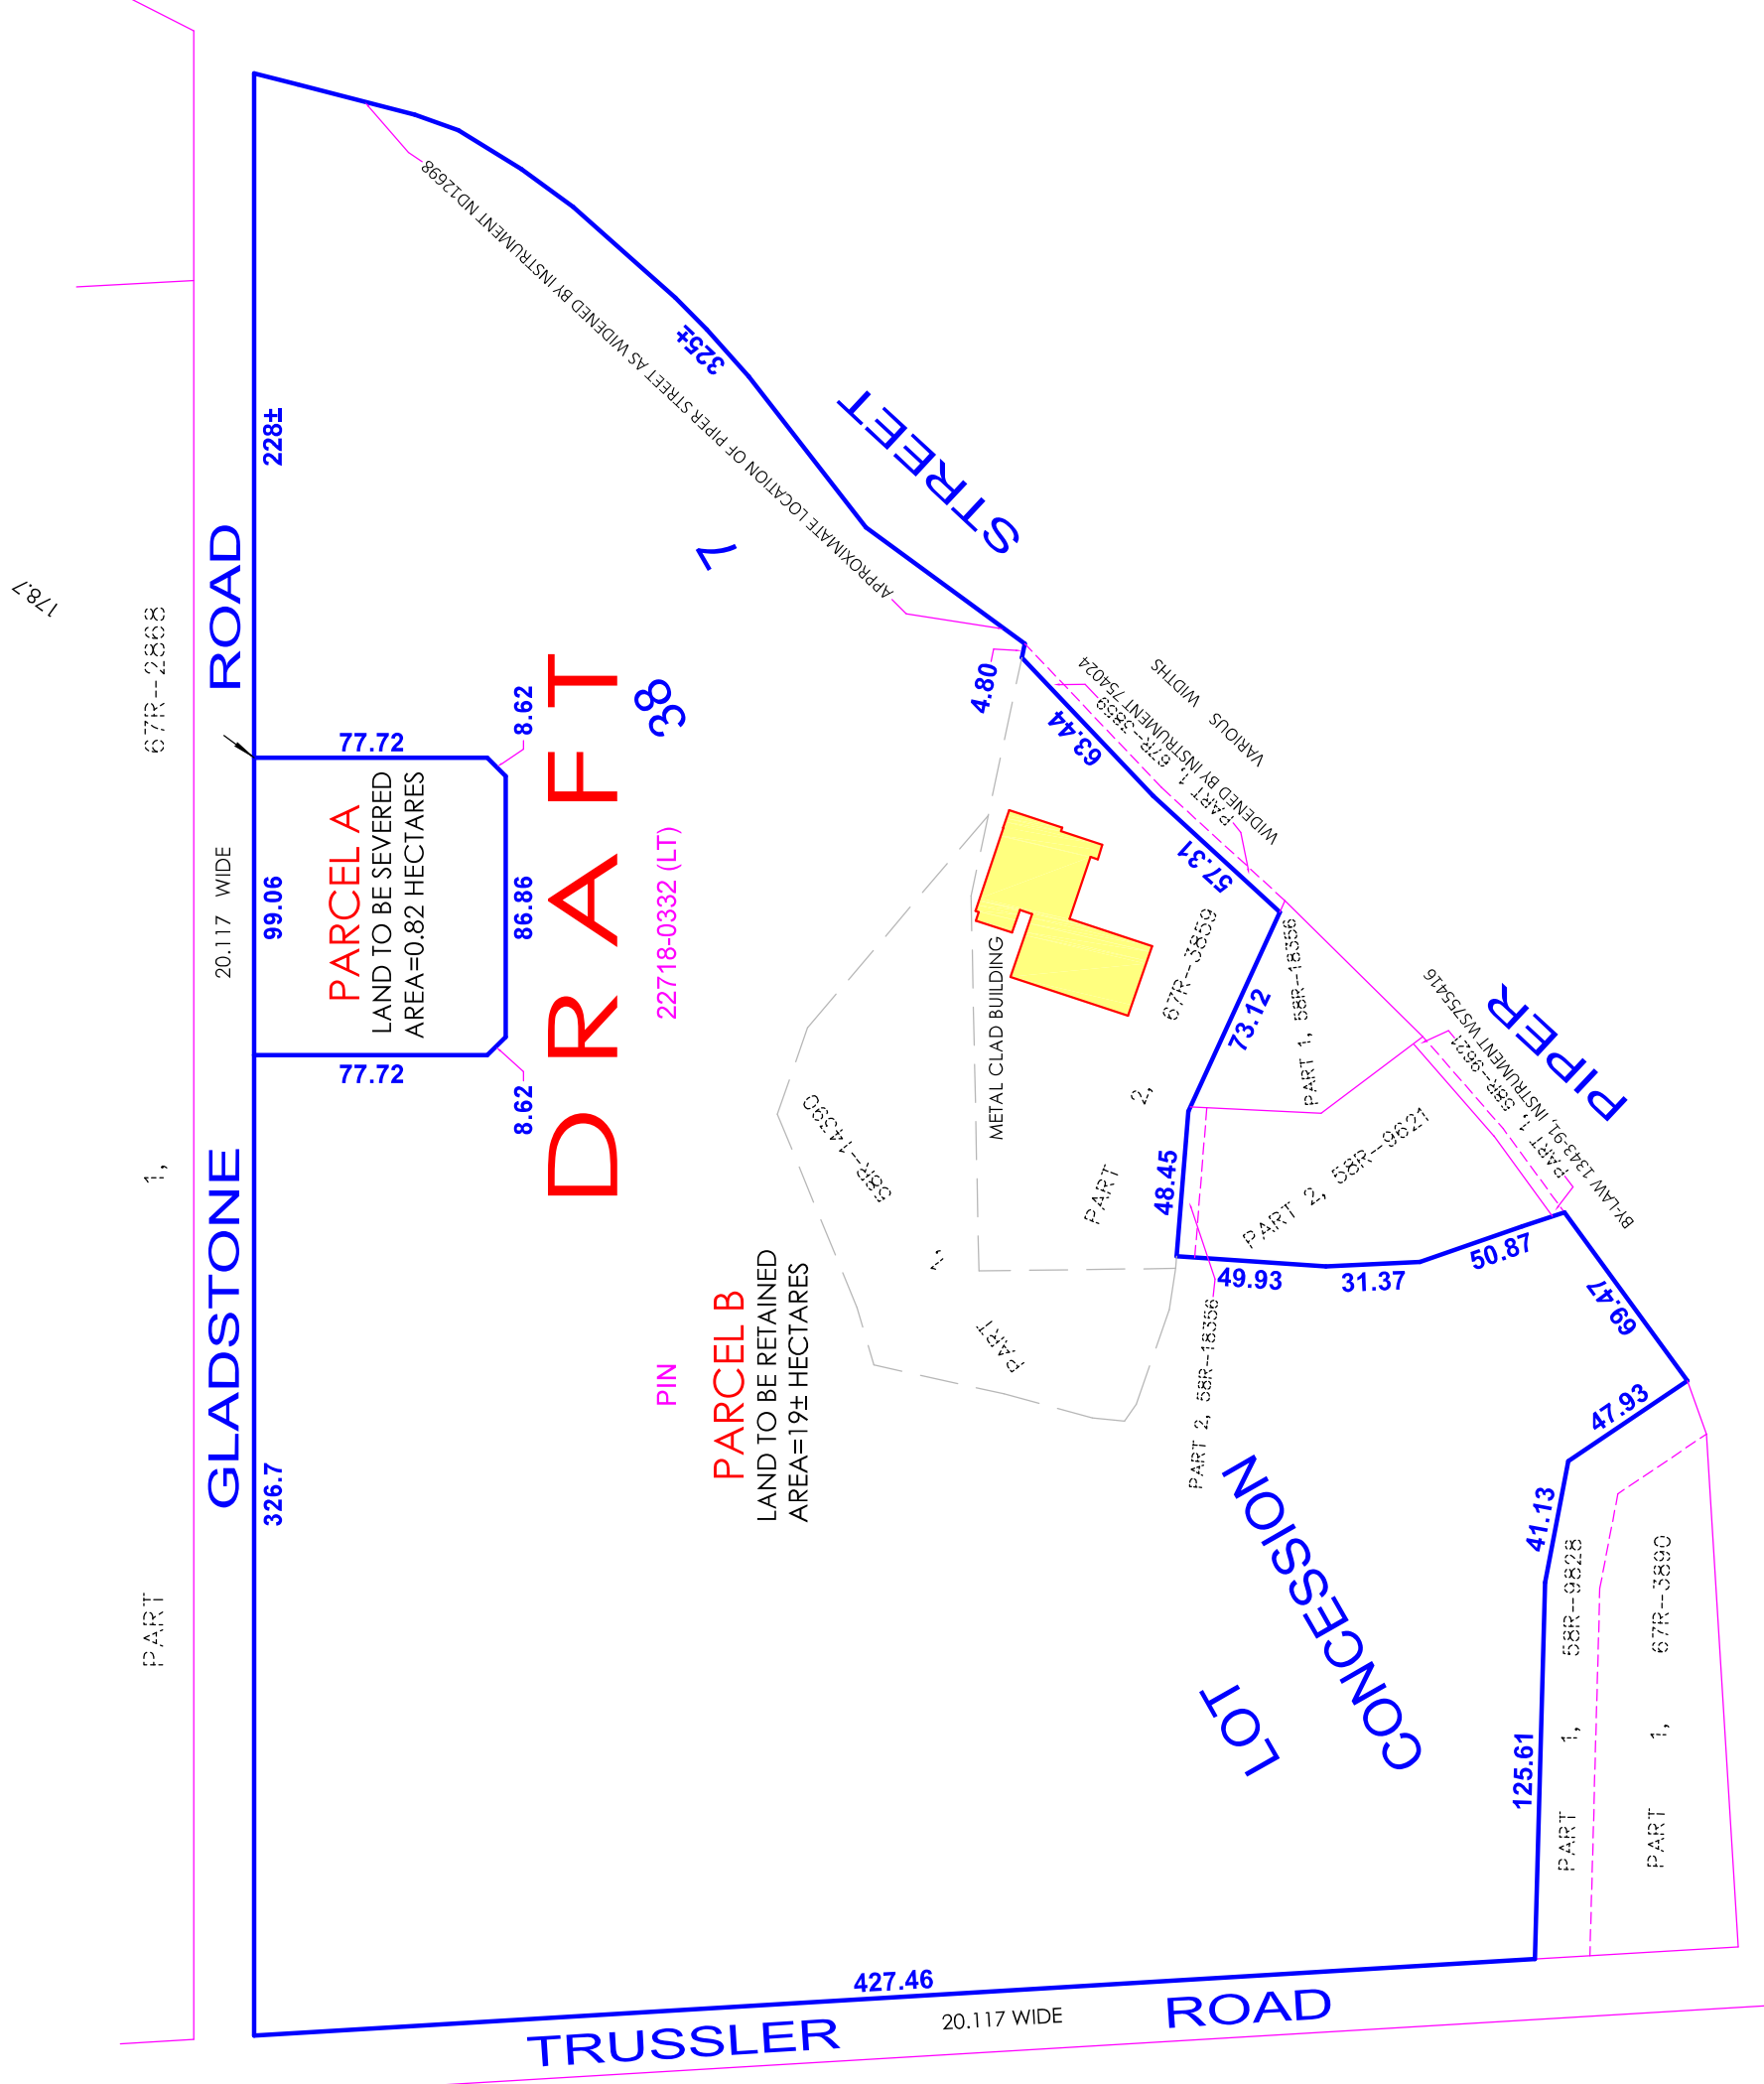 178.7
PART 1, 67R-2868
GLADSTONE ROAD
20.117 WIDE
228±
99.06
326.7
77.72
77.72
8.62
86.86
8.62
PARCEL A
LAND TO BE SEVERED
AREA=0.82 HECTARES
DRAFT
PIN 22718-0332 (LT)
PARCEL B
LAND TO BE RETAINED
AREA=19± HECTARES
LOT 38
CONCESSION 7
APPROXIMATE LOCATION OF PIPER STREET AS WIDENED BY INSTRUMENT ND12698
325±
PIPER STREET
VARIOUS WIDTHS
WIDENED BY INSTRUMENT 754024
PART 1, 67R-3859
4.80
63.44
57.31
73.12
48.45
49.93
31.37
50.87
69.47
47.93
41.13
125.61
427.46
METAL CLAD BUILDING
PART 1 58R-14390
PART 2, 67R-3859
PART 1, 58R-18356
PART 2, 58R-18356
PART 2, 58R-9621
PART 1, 58R-9621
BY-LAW 1343-91, INSTRUMENT WS755416
PART 1, 58R-9828
PART 1, 67R-3890
TRUSSLER ROAD
20.117 WIDE